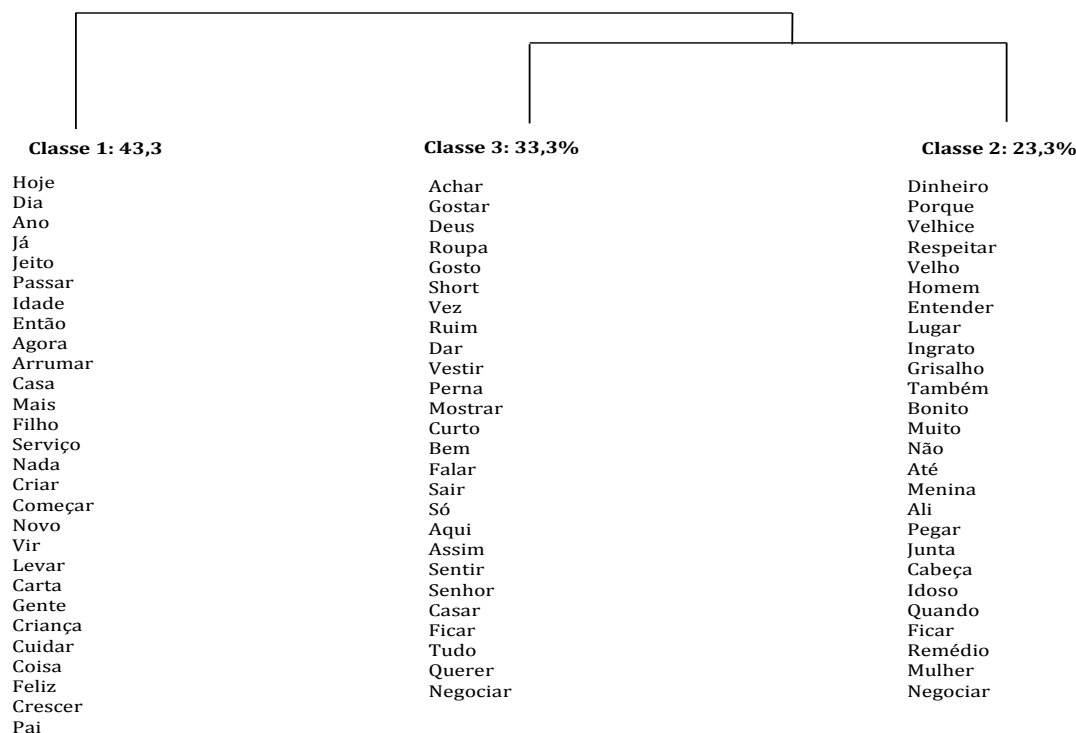 Classe 1: 43,3
Hoje
Dia
Ano
Já
Jeito
Passar
Idade
Então
Agora
Arrumar
Casa
Mais
Filho
Serviço
Nada
Criar
Começar
Novo
Vir
Levar
Carta
Gente
Criança
Cuidar
Coisa
Feliz
Crescer
Pai
Classe 3: 33,3%
Achar
Gostar
Deus
Roupa
Gosto
Short
Vez
Ruim
Dar
Vestir
Perna
Mostrar
Curto
Bem
Falar
Sair
Só
Aqui
Assim
Sentir
Senhor
Casar
Ficar
Tudo
Querer
Negociar
Classe 2: 23,3%
Dinheiro
Porque
Velhice
Respeitar
Velho
Homem
Entender
Lugar
Ingrato
Grisalho
Também
Bonito
Muito
Não
Até
Menina
Ali
Pegar
Junta
Cabeça
Idoso
Quando
Ficar
Remédio
Mulher
Negociar